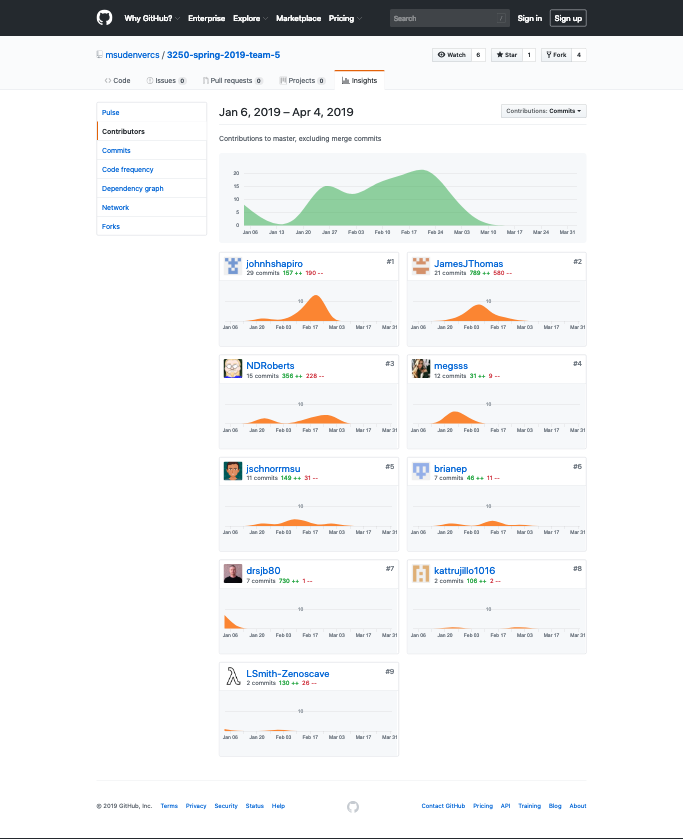 Why GitHub? Enterprise Explore Marketplace Pricing Search / Sign in Sign up
msudenvercs / 3250-spring-2019-team-5 Watch 6 Star 1 Fork 4
Code Issues 0 Pull requests 0 Projects 0 Insights
Pulse
Contributors
Commits
Code frequency
Dependency graph
Network
Forks
Jan 6, 2019 – Apr 4, 2019 Contributions: Commits
Contributions to master, excluding merge commits
20
15
10
5
0
Jan 06 Jan 13 Jan 20 Jan 27 Feb 03 Feb 10 Feb 17 Feb 24 Mar 03 Mar 10 Mar 17 Mar 24 Mar 31
johnhshapiro #1
29 commits 157 ++ 190 --
10
Jan 06 Jan 20 Feb 03 Feb 17 Mar 03 Mar 17 Mar 31
JamesJThomas #2
21 commits 789 ++ 580 --
10
Jan 06 Jan 20 Feb 03 Feb 17 Mar 03 Mar 17 Mar 31
NDRoberts #3
15 commits 356 ++ 226 --
10
Jan 06 Jan 20 Feb 03 Feb 17 Mar 03 Mar 17 Mar 31
megsss #4
12 commits 31 ++ 9 --
10
Jan 06 Jan 20 Feb 03 Feb 17 Mar 03 Mar 17 Mar 31
jschnorrmsu #5
11 commits 149 ++ 31 --
10
Jan 06 Jan 20 Feb 03 Feb 17 Mar 03 Mar 17 Mar 31
brianep #6
7 commits 46 ++ 11 --
10
Jan 06 Jan 20 Feb 03 Feb 17 Mar 03 Mar 17 Mar 31
drsjb80 #7
7 commits 730 ++ 1 --
10
Jan 06 Jan 20 Feb 03 Feb 17 Mar 03 Mar 17 Mar 31
kattrujillo1016 #8
2 commits 106 ++ 2 --
10
Jan 06 Jan 20 Feb 03 Feb 17 Mar 03 Mar 17 Mar 31
LSmith-Zenoscave #9
2 commits 130 ++ 26 --
10
Jan 06 Jan 20 Feb 03 Feb 17 Mar 03 Mar 17 Mar 31
© 2019 GitHub, Inc. Terms Privacy Security Status Help Contact GitHub Pricing API Training Blog About